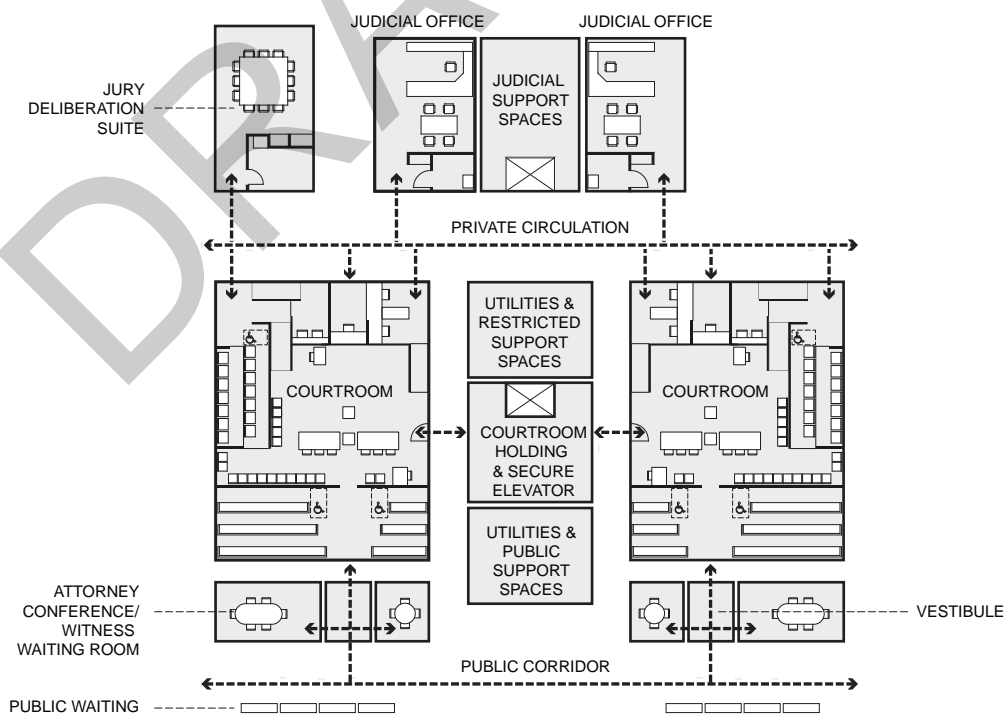 JUDICIAL OFFICE
JUDICIAL OFFICE
JURY
DELIBERATION
SUITE
JUDICIAL
SUPPORT
SPACES
PRIVATE CIRCULATION
UTILITIES &
RESTRICTED
SUPPORT
SPACES
COURTROOM
COURTROOM
COURTROOM
HOLDING
& SECURE
ELEVATOR
UTILITIES &
PUBLIC
SUPPORT
SPACES
ATTORNEY
CONFERENCE/
WITNESS
WAITING ROOM
VESTIBULE
PUBLIC CORRIDOR
PUBLIC WAITING
DRA